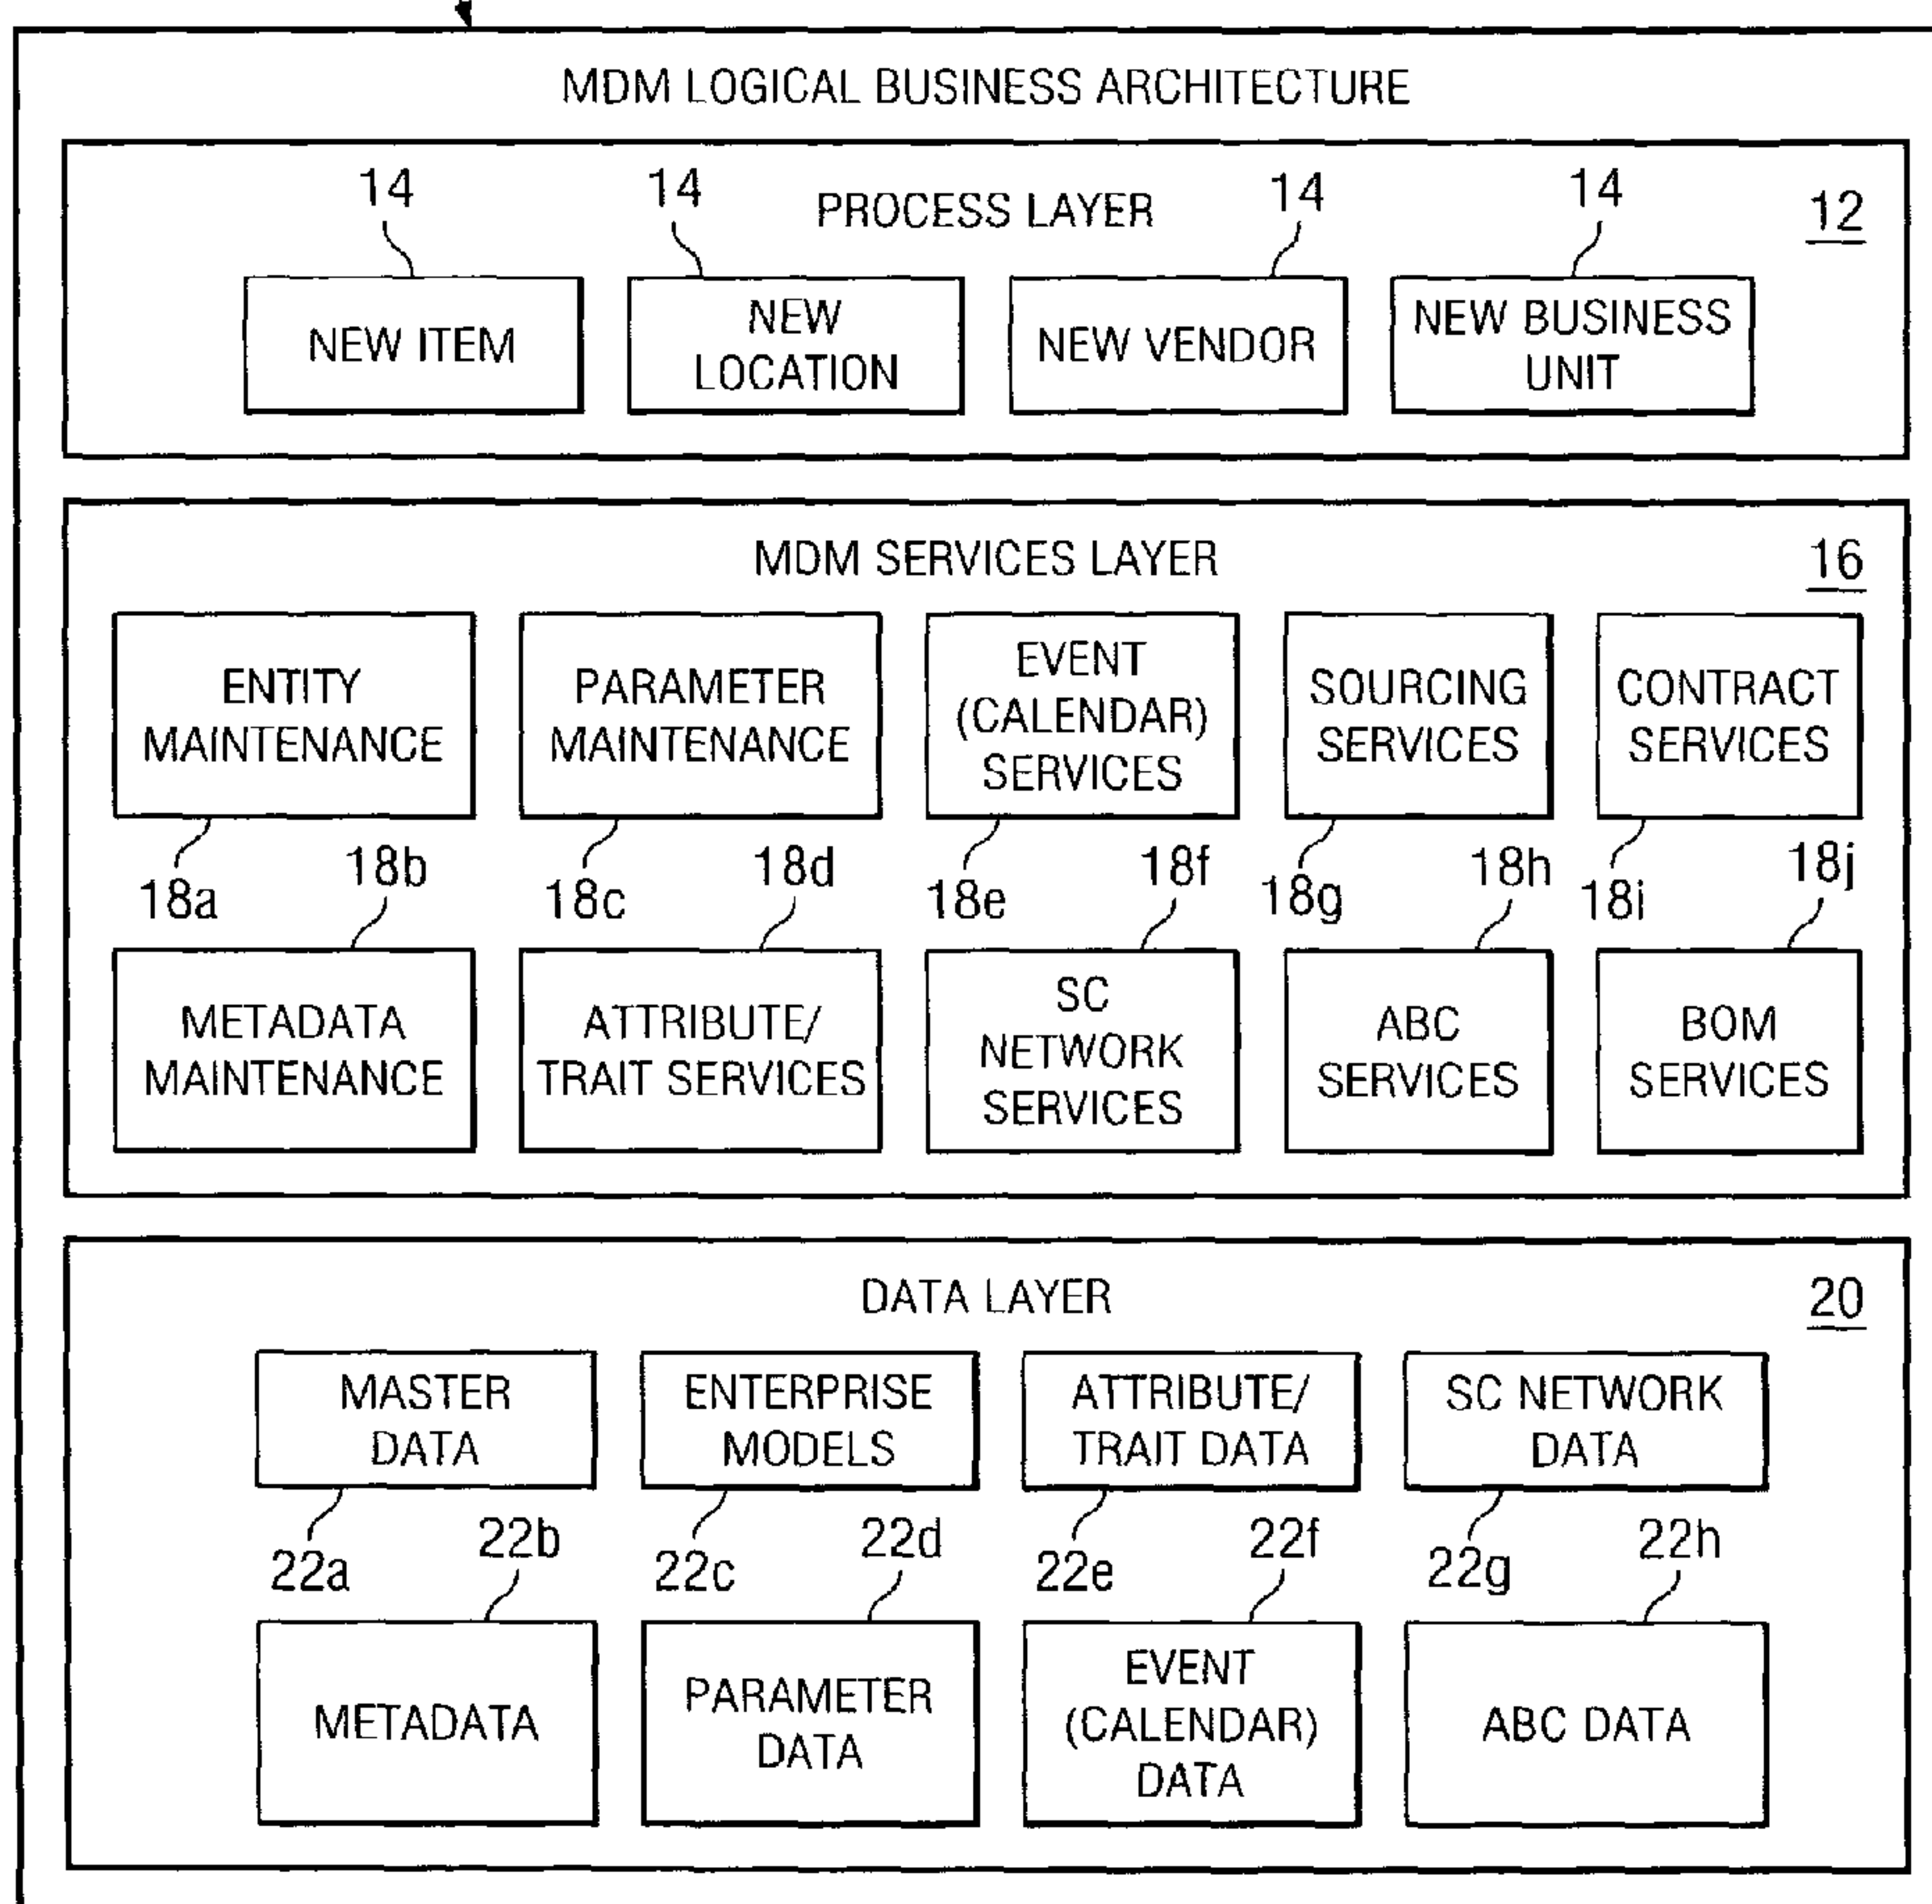 MDM LOGICAL BUSINESS ARCHITECTURE
14
14
PROCESS LAYER
14
14
12
NEW ITEM
NEW
LOCATION
NEW VENDOR
NEW BUSINESS
UNIT
MDM SERVICES LAYER
16
ENTITY
MAINTENANCE
PARAMETER
MAINTENANCE
EVENT
(CALENDAR)
SERVICES
SOURCING
SERVICES
CONTRACT
SERVICES
18a
18b
18c
18d
18e
18f
18g
18h
18i
18j
METADATA
MAINTENANCE
ATTRIBUTE/
TRAIT SERVICES
SC
NETWORK
SERVICES
ABC
SERVICES
BOM
SERVICES
DATA LAYER
20
MASTER
DATA
ENTERPRISE
MODELS
ATTRIBUTE/
TRAIT DATA
SC NETWORK
DATA
22a
22b
22c
22d
22e
22f
22g
22h
METADATA
PARAMETER
DATA
EVENT
(CALENDAR)
DATA
ABC DATA